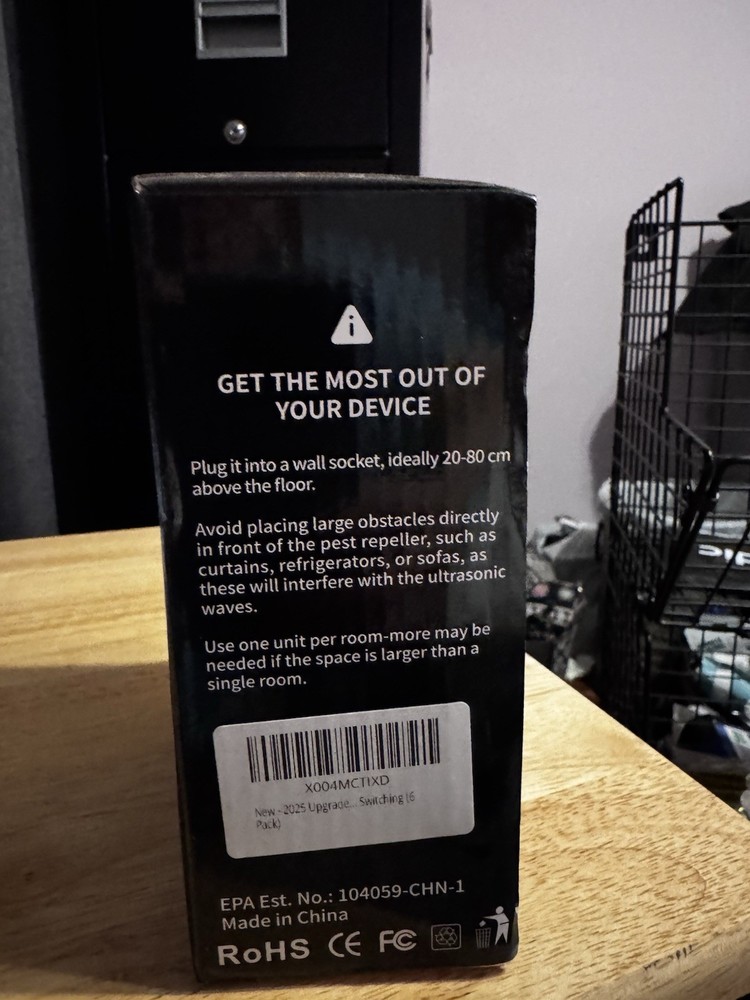 GET THE MOST OUT OF
YOUR DEVICE
Plug it into a wall socket, ideally 20-80 cm
above the floor.
Avoid placing large obstacles directly
in front of the pest repeller, such as
curtains, refrigerators, or sofas, as
these will interfere with the ultrasonic
waves.
Use one unit per room-more may be
needed if the space is larger than a
single room.
X004MCTIXD
New - 2025 Upgrade... Switching (6
Pack)
EPA Est. No.: 104059-CHN-1
Made in China
RoHS CE FC